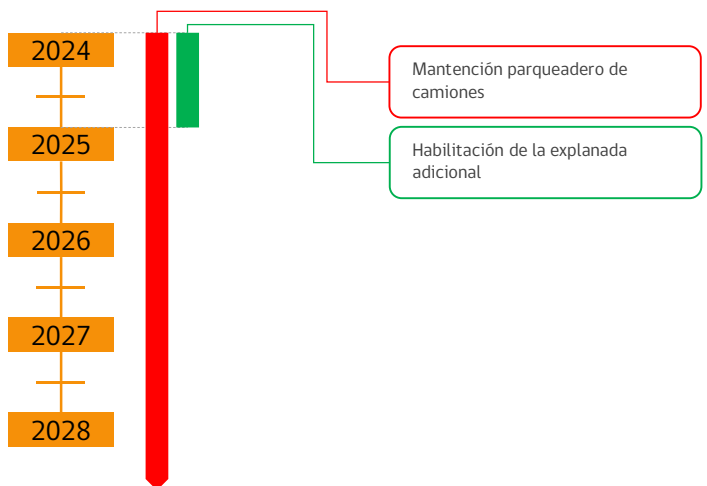 2024
Mantención parqueadero de
camiones
2025
Habilitación de la explanada
adicional
2026
2027
2028